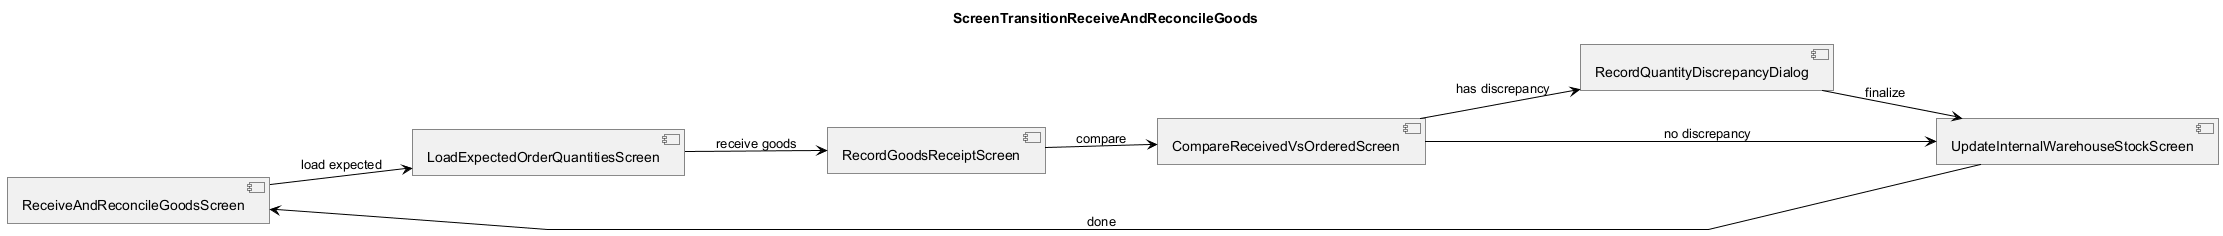 ScreenTransitionReceiveAndReconcileGoods
ReceiveAndReconcileGoodsScreen
load expected
LoadExpectedOrderQuantitiesScreen
receive goods
RecordGoodsReceiptScreen
compare
CompareReceivedVsOrderedScreen
has discrepancy
RecordQuantityDiscrepancyDialog
finalize
no discrepancy
UpdateInternalWarehouseStockScreen
done